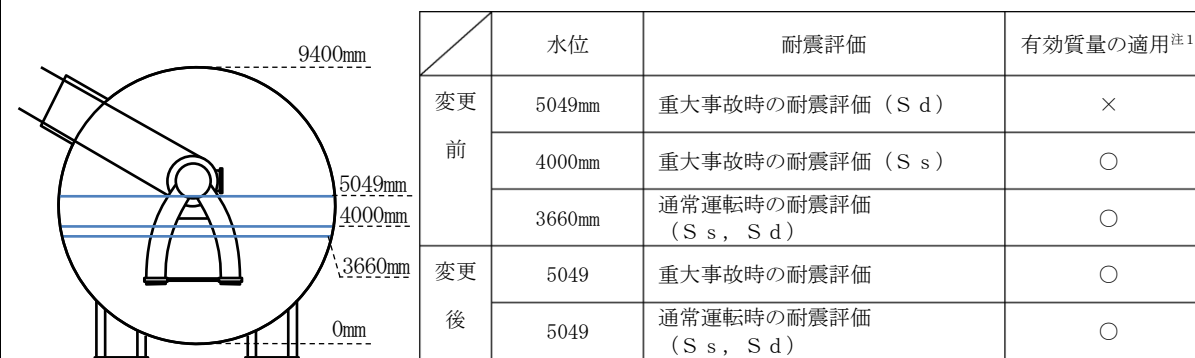 9400mm
5049mm
4000mm
3660mm
0mm
水位 耐震評価 有効質量の適用注1
変更前 5049mm 重大事故時の耐震評価（Ｓｄ） ×
4000mm 重大事故時の耐震評価（Ｓｓ） ○
3660mm 通常運転時の耐震評価
（Ｓｓ，Ｓｄ） ○
変更後 5049 重大事故時の耐震評価 ○
5049 通常運転時の耐震評価
（Ｓｓ，Ｓｄ） ○